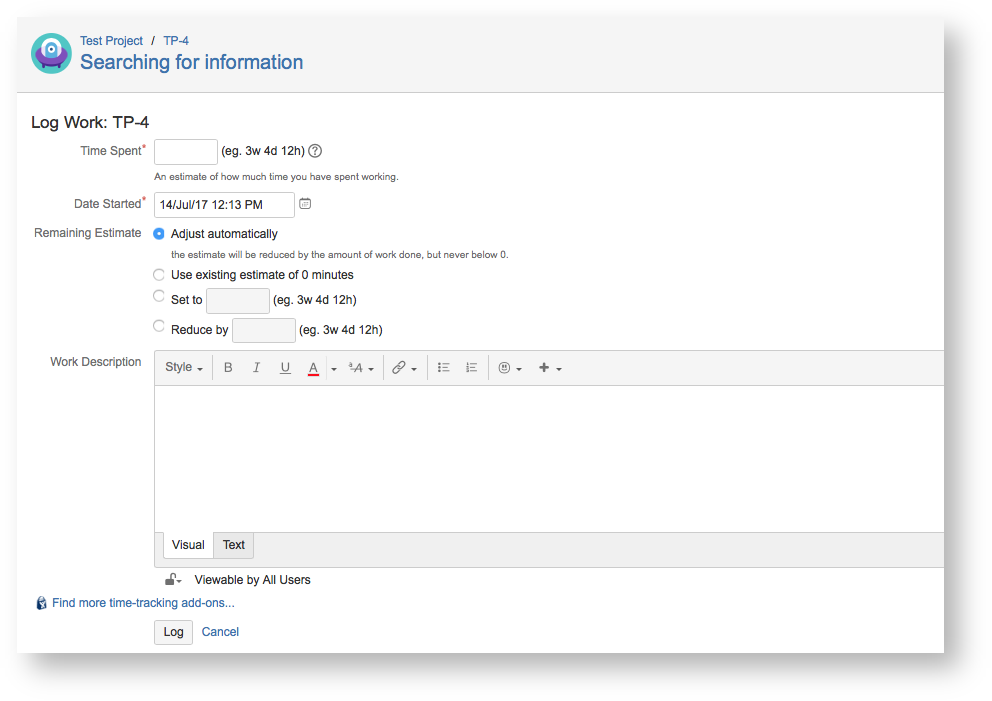 Test Project / TP-4
Searching for information
Log Work: TP-4
Time Spent* (eg. 3w 4d 12h)
An estimate of how much time you have spent working.
Date Started* 14/Jul/17 12:13 PM
Remaining Estimate Adjust automatically
the estimate will be reduced by the amount of work done, but never below 0.
Use existing estimate of 0 minutes
Set to (eg. 3w 4d 12h)
Reduce by (eg. 3w 4d 12h)
Work Description Style B I U A ªA
Visual Text
Viewable by All Users
Find more time-tracking add-ons...
Log Cancel